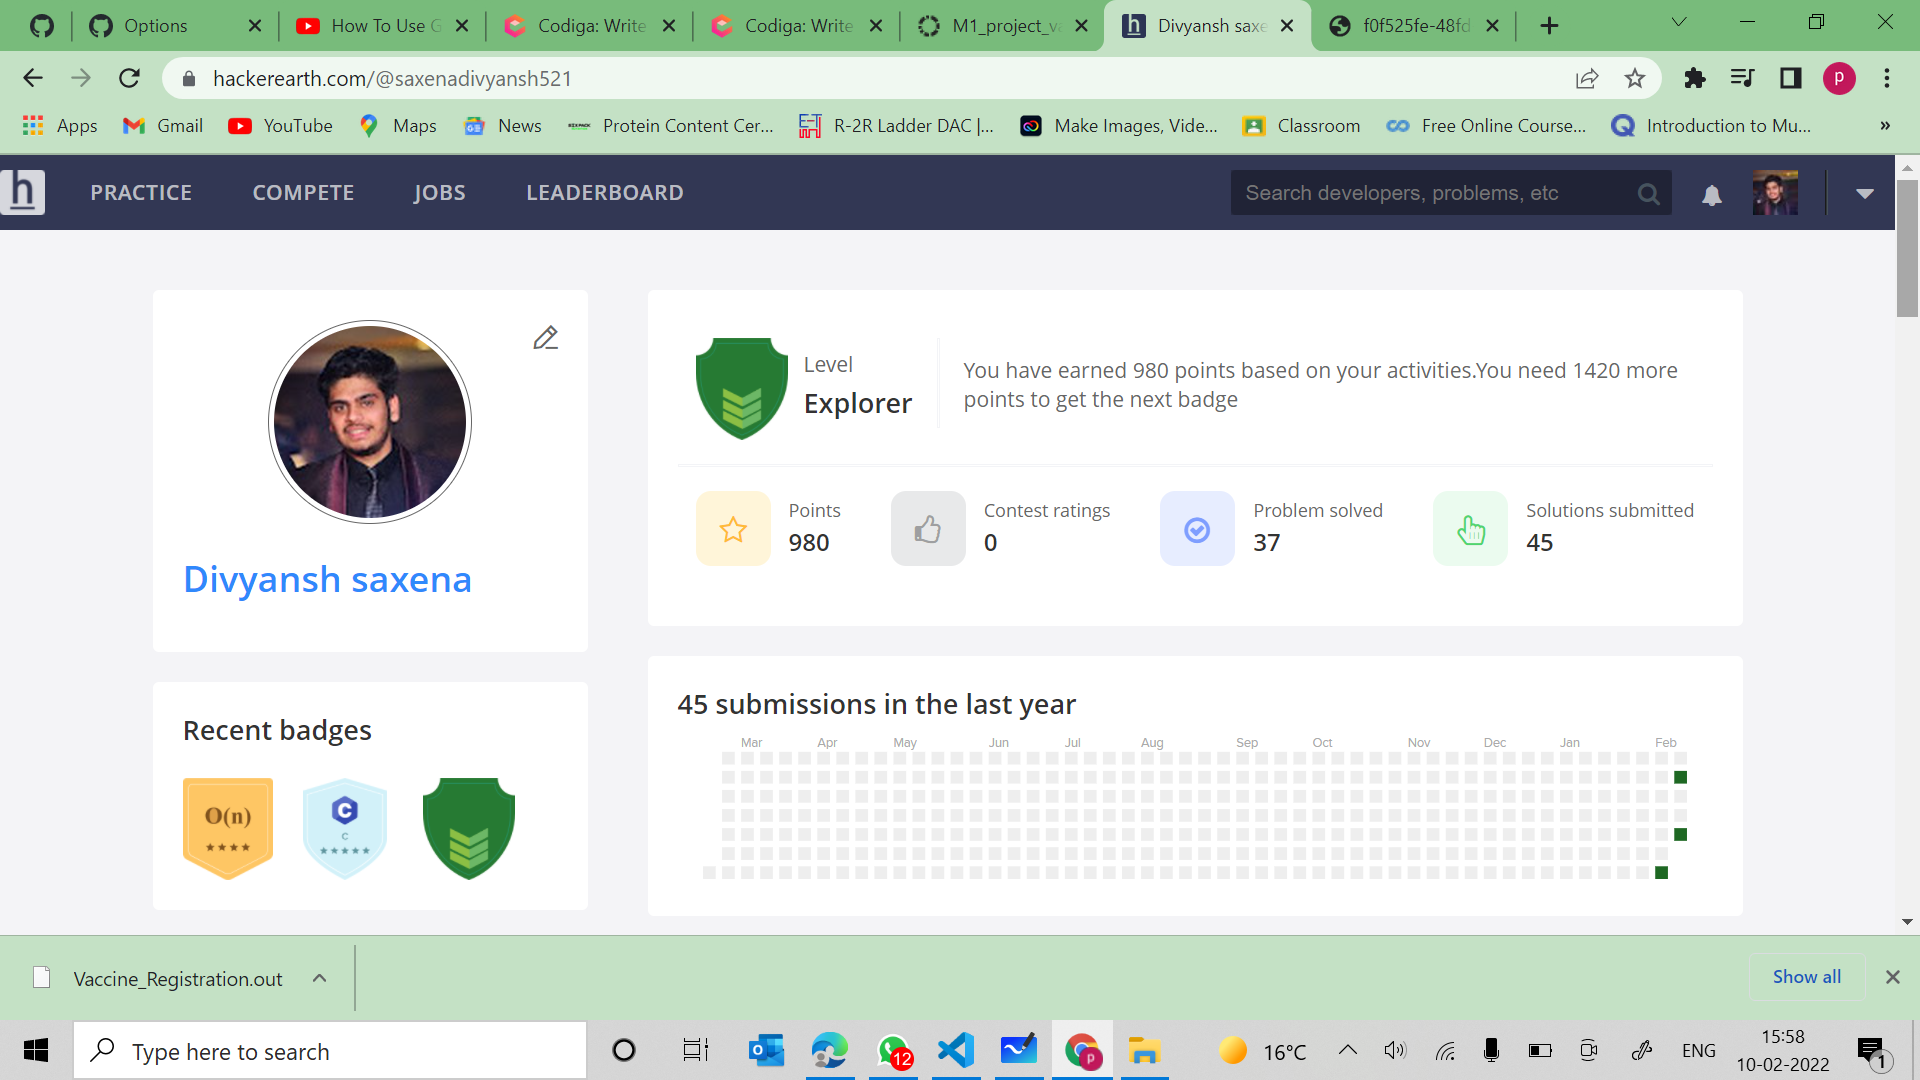 Options
How To Use G
Codiga: Write
Codiga: Write
M1_project_va
Divyansh saxe
f0f525fe-48fd
hackerearth.com/@saxenadivyansh521
P
Apps
Gmail
YouTube
Maps
News
Protein Content Cer...
R-2R Ladder DAC |...
Make Images, Vide...
Classroom
Free Online Course...
Introduction to Mu...
»
h
PRACTICE
COMPETE
JOBS
LEADERBOARD
Search developers, problems, etc
Level
Explorer
You have earned 980 points based on your activities.You need 1420 more
points to get the next badge
Points
980
Contest ratings
0
Problem solved
37
Solutions submitted
45
Divyansh saxena
Recent badges
O(n)
C
C
45 submissions in the last year
Mar Apr May Jun Jul Aug Sep Oct Nov Dec Jan Feb
Vaccine_Registration.out
Show all
Type here to search
12
p
16°C
ENG
15:58
10-02-2022
1